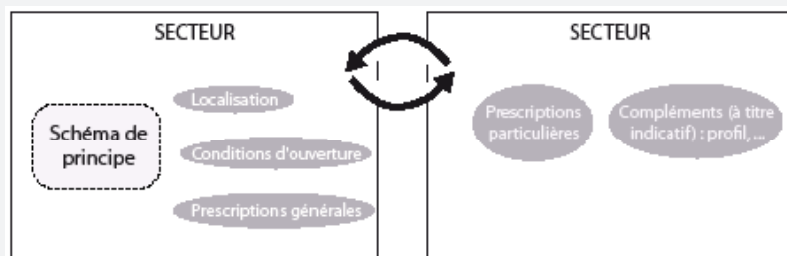 SECTEUR
Schéma de
principe
Localisation
Conditions d'ouverture
Prescriptions générales
SECTEUR
Prescriptions
particulières
Compléments (à titre
indicatif) : profil, ...